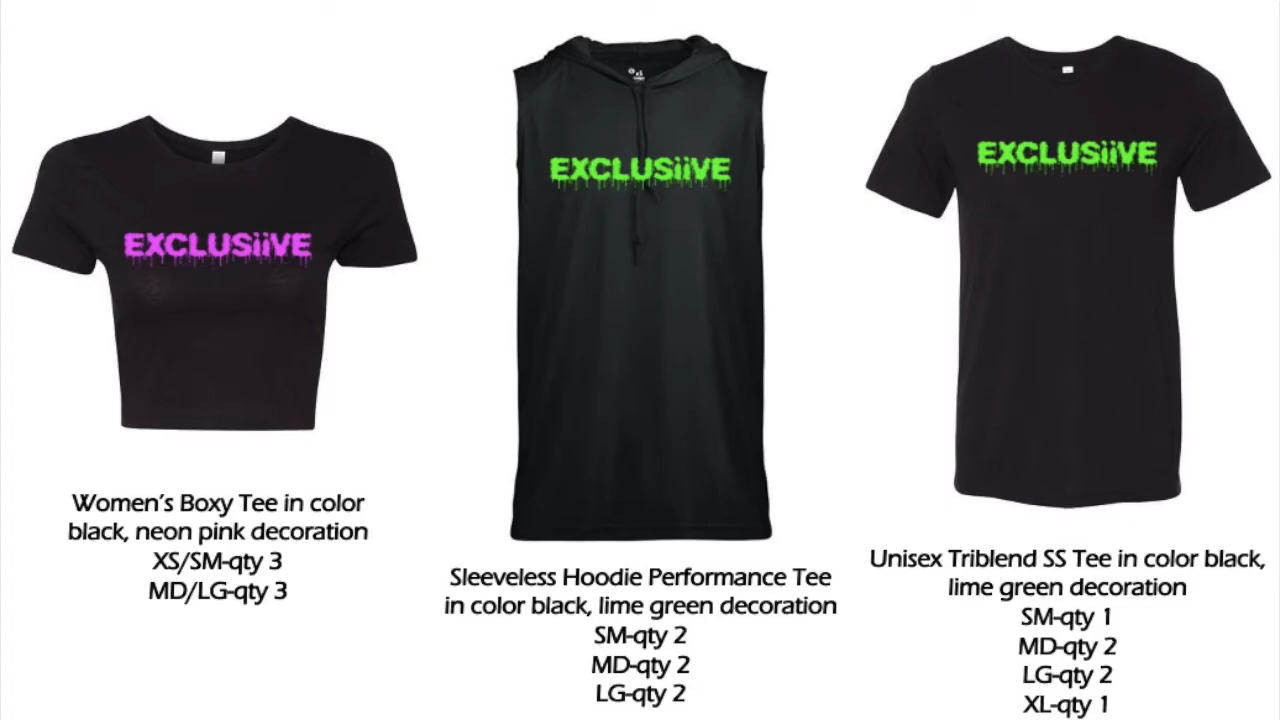 EXCLUSiiVE
Women's Boxy Tee in color
black, neon pink decoration
XS/SM-qty 3
MD/LG-qty 3
EXCLUSiiVE
Sleeveless Hoodie Performance Tee
in color black, lime green decoration
SM-qty 2
MD-qty 2
LG-qty 2
EXCLUSiiVE
Unisex Triblend SS Tee in color black,
lime green decoration
SM-qty 1
MD-qty 2
LG-qty 2
XL-qty 1